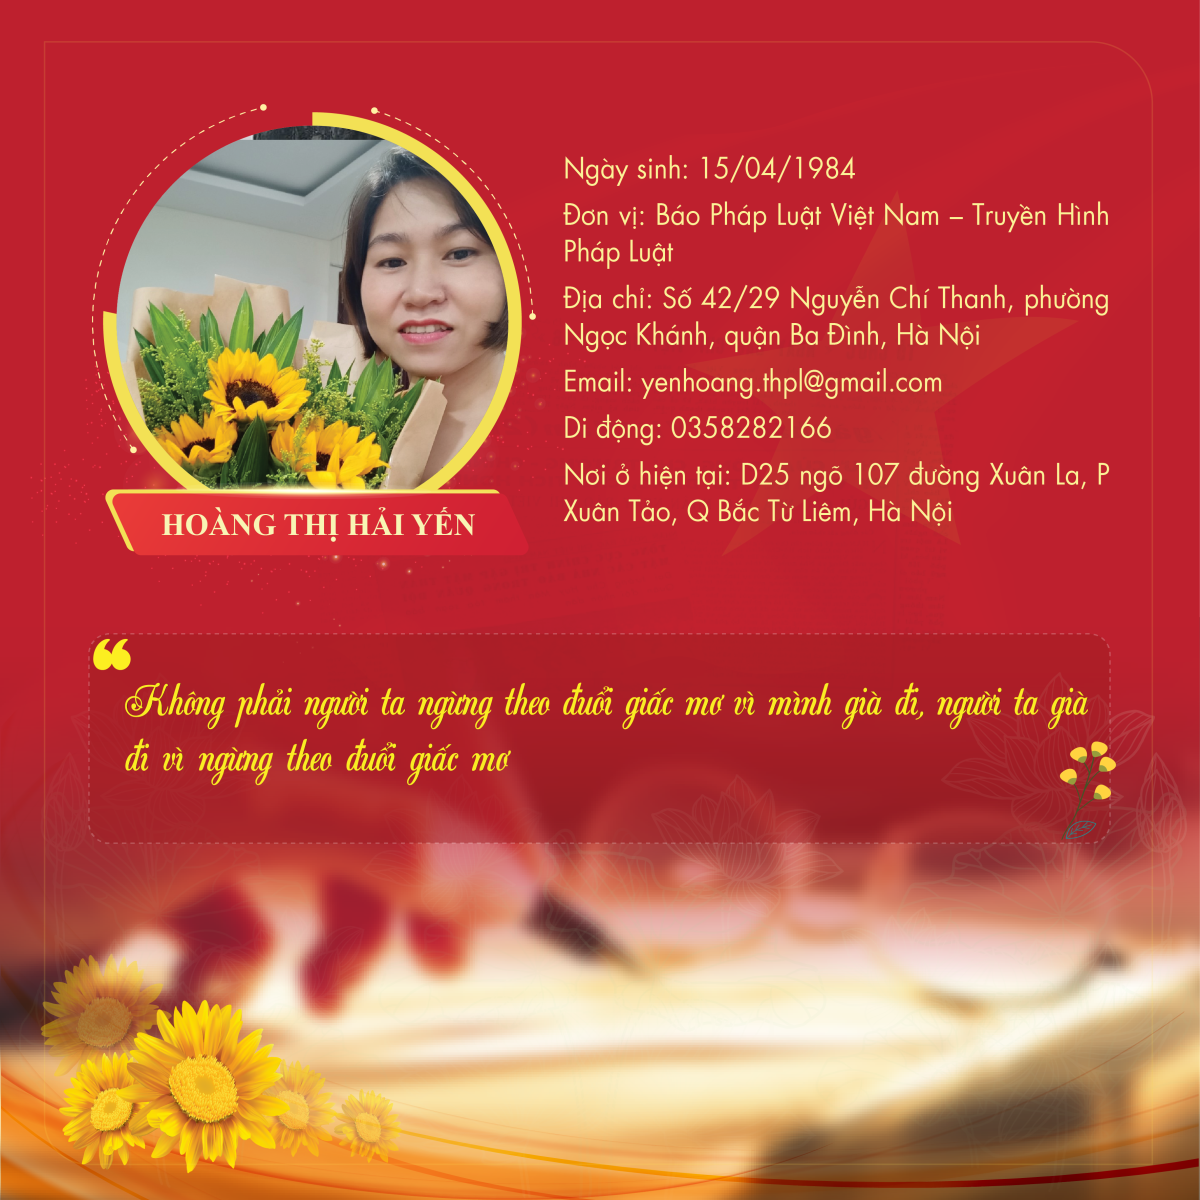 Ngày sinh: 15/04/1984
Đơn vị: Báo Pháp Luật Việt Nam – Truyền Hình
Pháp Luật
Địa chỉ: Số 42/29 Nguyễn Chí Thanh, phường
Ngọc Khánh, quận Ba Đình, Hà Nội
Email: yenhoang.thpl@gmail.com
Di động: 0358282166
Nơi ở hiện tại: D25 ngõ 107 đường Xuân La, P
Xuân Tảo, Q Bắc Từ Liêm, Hà Nội
HOÀNG THỊ HẢI YẾN
“Không phải người ta ngừng theo đuổi giấc mơ vì mình già đi, người ta già
đi vì ngừng theo đuổi giấc mơ